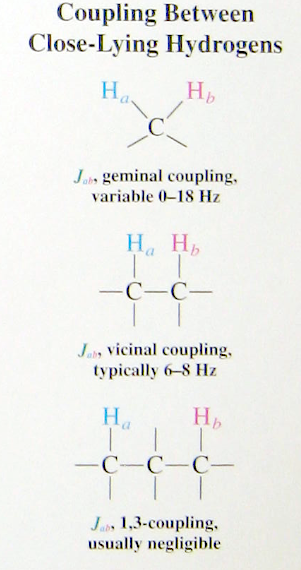 Coupling Between
Close-Lying Hydrogens
Ha Hb
C
Jab, geminal coupling,
variable 0–18 Hz
Ha Hb
—C—C—
Jab, vicinal coupling,
typically 6–8 Hz
Ha Hb
—C—C—C—
Jab, 1,3-coupling,
usually negligible